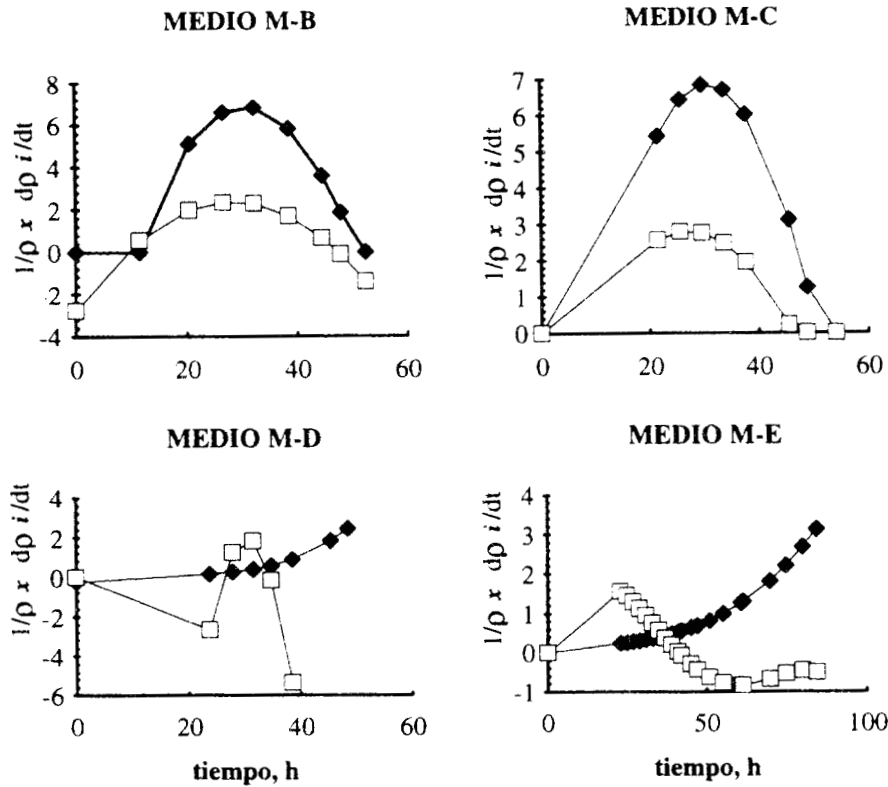 MEDIO M-B
1/ρ x dρ i/dt
8
6
4
2
0
-2
-4
0 20 40 60
MEDIO M-C
1/ρ x dρ i/dt
7
6
5
4
3
2
1
0
0 20 40 60
MEDIO M-D
1/ρ x dρ i/dt
4
2
0
-2
-4
-6
0 20 40 60
tiempo, h
MEDIO M-E
1/ρ x dρ i/dt
4
3
2
1
0
-1
0 50 100
tiempo, h